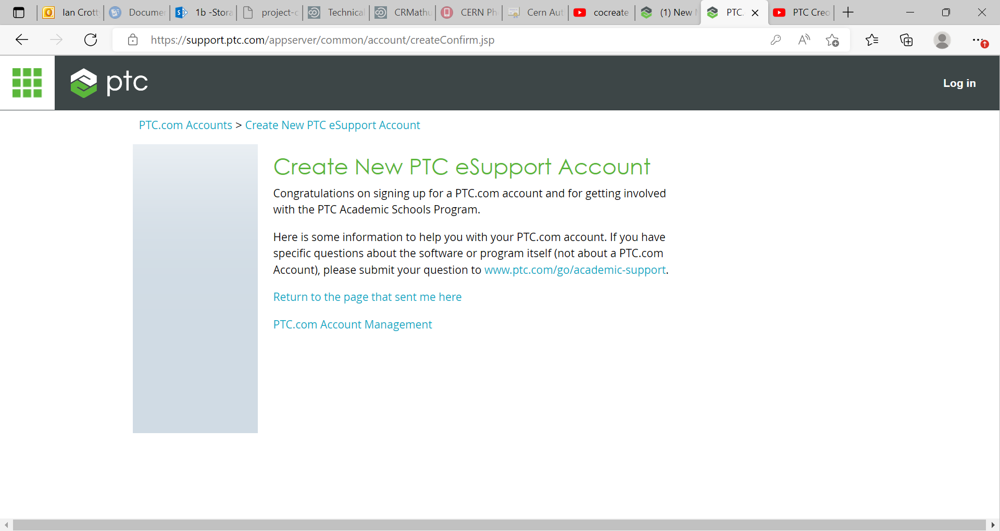 Ian Crott
Documen
1b -Stora
project-c
Technical
CRMathu
CERN Ph
Cern Aut
cocreate
(1) New
PTC.
PTC Creo
https://support.ptc.com/appserver/common/account/createConfirm.jsp
ptc
Log in
PTC.com Accounts > Create New PTC eSupport Account
Create New PTC eSupport Account
Congratulations on signing up for a PTC.com account and for getting involved
with the PTC Academic Schools Program.
Here is some information to help you with your PTC.com account. If you have
specific questions about the software or program itself (not about a PTC.com
Account), please submit your question to www.ptc.com/go/academic-support.
Return to the page that sent me here
PTC.com Account Management